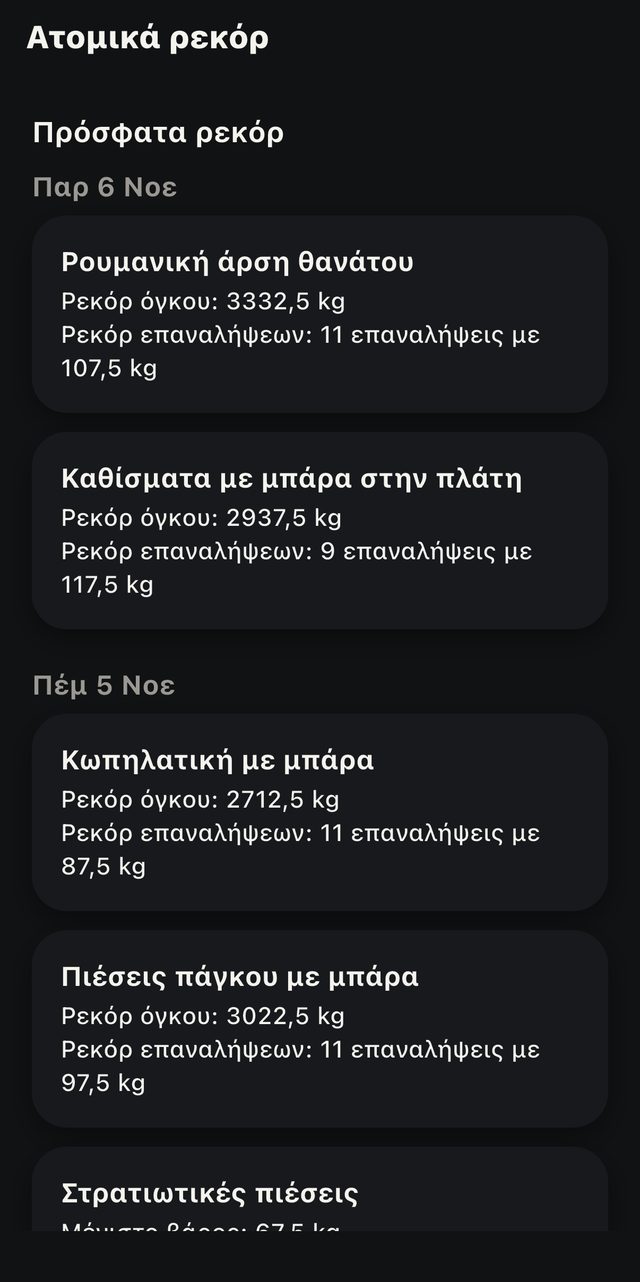 Ατομικά ρεκόρ
Πρόσφατα ρεκόρ
Παρ 6 Νοε
Ρουμανική άρση θανάτου
Ρεκόρ όγκου: 3332,5 kg
Ρεκόρ επαναλήψεων: 11 επαναλήψεις με
107,5 kg
Καθίσματα με μπάρα στην πλάτη
Ρεκόρ όγκου: 2937,5 kg
Ρεκόρ επαναλήψεων: 9 επαναλήψεις με
117,5 kg
Πέμ 5 Νοε
Κωπηλατική με μπάρα
Ρεκόρ όγκου: 2712,5 kg
Ρεκόρ επαναλήψεων: 11 επαναλήψεις με
87,5 kg
Πιέσεις πάγκου με μπάρα
Ρεκόρ όγκου: 3022,5 kg
Ρεκόρ επαναλήψεων: 11 επαναλήψεις με
97,5 kg
Στρατιωτικές πιέσεις